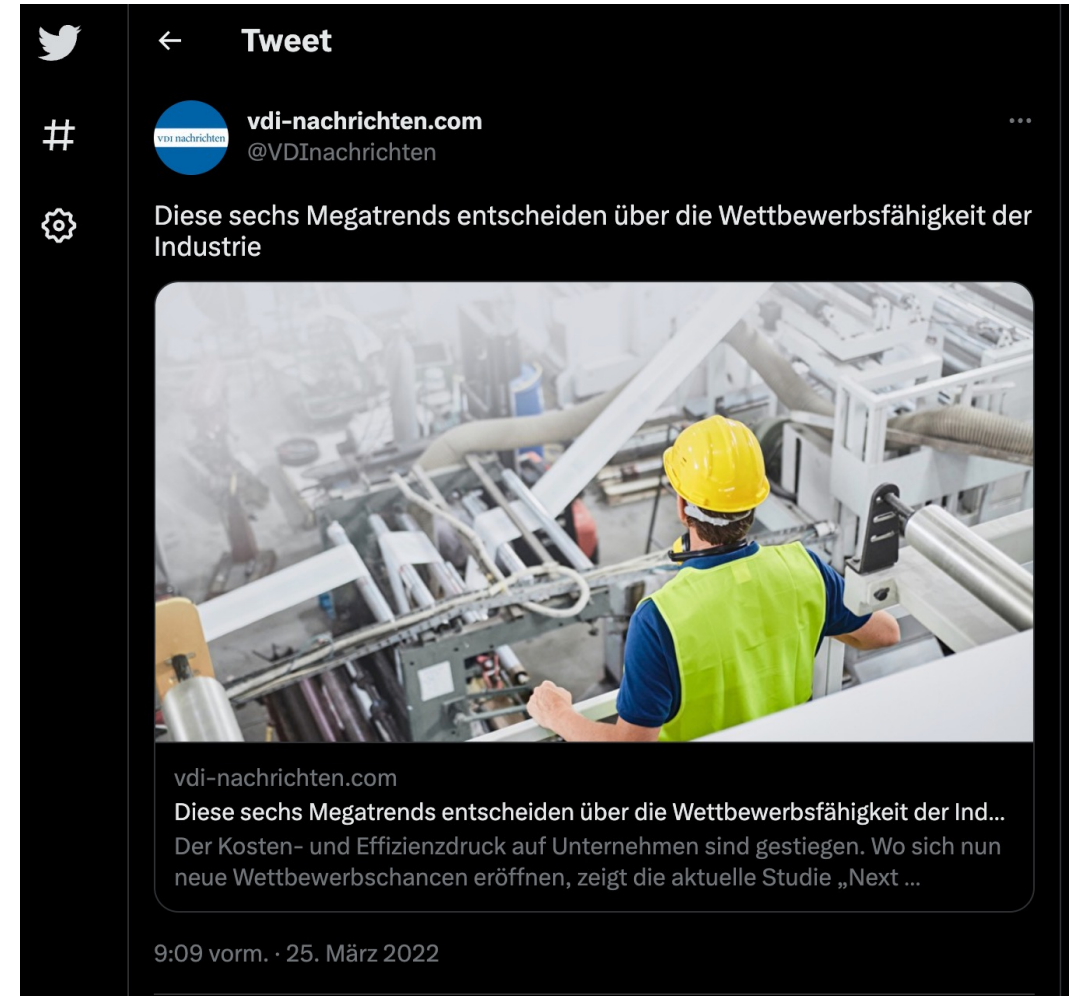 Tweet
VDI nachrichten
vdi-nachrichten.com
@VDInachrichten
Diese sechs Megatrends entscheiden über die Wettbewerbsfähigkeit der
Industrie
vdi-nachrichten.com
Diese sechs Megatrends entscheiden über die Wettbewerbsfähigkeit der Ind...
Der Kosten- und Effizienzdruck auf Unternehmen sind gestiegen. Wo sich nun
neue Wettbewerbschancen eröffnen, zeigt die aktuelle Studie „Next ...
9:09 vorm. · 25. März 2022